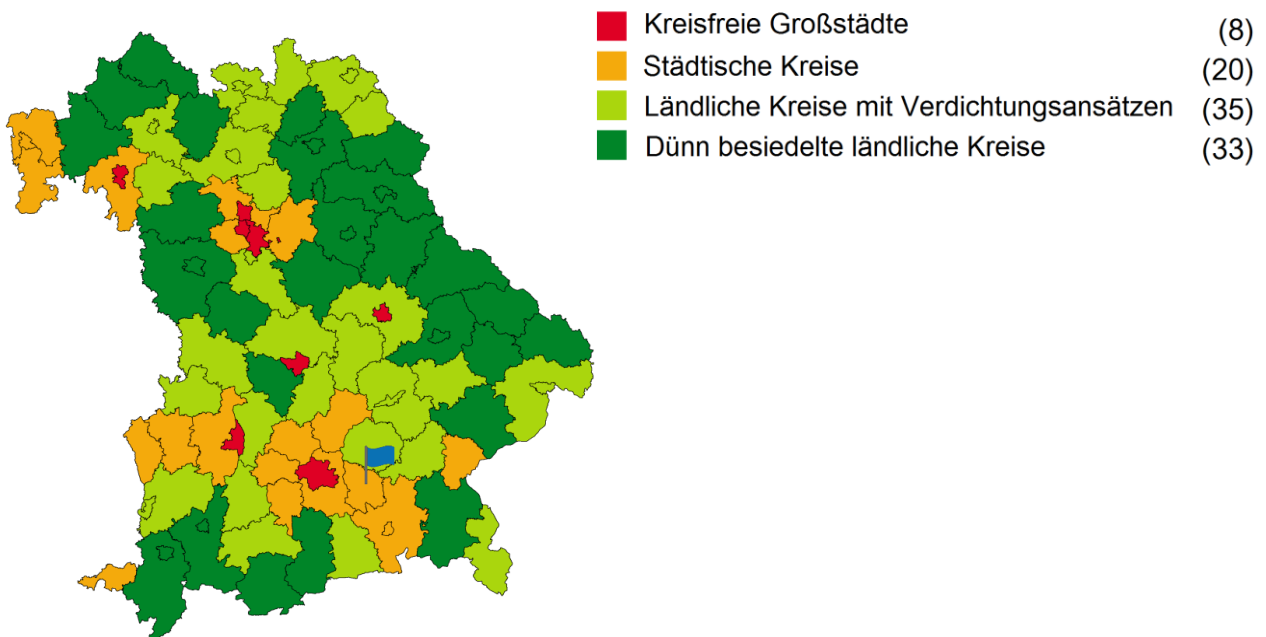 Kreisfreie Großstädte (8)
Städtische Kreise (20)
Ländliche Kreise mit Verdichtungsansätzen (35)
Dünn besiedelte ländliche Kreise (33)